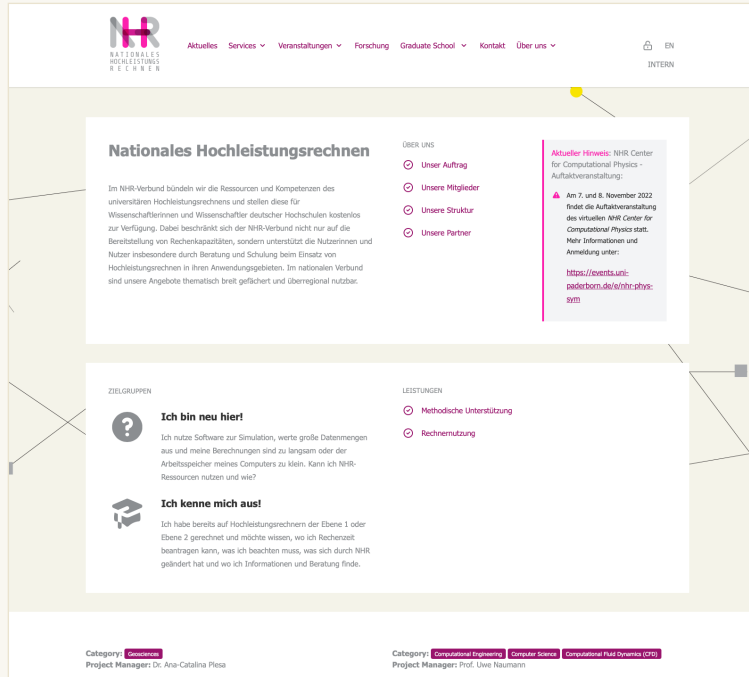 NHR
NATIONALES
HOCHLEISTUNGS
RECHNEN
Aktuelles Services Veranstaltungen Forschung Graduate School Kontakt Über uns
EN
INTERN
Nationales Hochleistungsrechnen
Im NHR-Verbund bündeln wir die Ressourcen und Kompetenzen des
universitären Hochleistungsrechnens und stellen diese für
Wissenschaftlerinnen und Wissenschaftler deutscher Hochschulen kostenlos
zur Verfügung. Dabei beschränkt sich der NHR-Verbund nicht nur auf die
Bereitstellung von Rechenkapazitäten, sondern unterstützt die Nutzerinnen und
Nutzer insbesondere durch Beratung und Schulung beim Einsatz von
Hochleistungsrechnen in ihren Anwendungsgebieten. Im nationalen Verbund
sind unsere Angebote thematisch breit gefächert und überregional nutzbar.
ÜBER UNS
Unser Auftrag
Unsere Mitglieder
Unsere Struktur
Unsere Partner
Aktueller Hinweis: NHR Center
for Computational Physics -
Auftaktveranstaltung:
Am 7. und 8. November 2022
findet die Auftaktveranstaltung
des virtuellen NHR Center for
Computational Physics statt.
Mehr Informationen und
Anmeldung unter:
https://events.uni-
paderborn.de/e/nhr-phys-
sym
ZIELGRUPPEN
Ich bin neu hier!
Ich nutze Software zur Simulation, werte große Datenmengen
aus und meine Berechnungen sind zu langsam oder der
Arbeitsspeicher meines Computers zu klein. Kann ich NHR-
Ressourcen nutzen und wie?
Ich kenne mich aus!
Ich habe bereits auf Hochleistungsrechnern der Ebene 1 oder
Ebene 2 gerechnet und möchte wissen, wo ich Rechenzeit
beantragen kann, was ich beachten muss, was sich durch NHR
geändert hat und wo ich Informationen und Beratung finde.
LEISTUNGEN
Methodische Unterstützung
Rechnernutzung
Category: Geosciences
Project Manager: Dr. Ana-Catalina Plesa
Category: Computational Engineering Computer Science Computational Fluid Dynamics (CFD)
Project Manager: Prof. Uwe Naumann